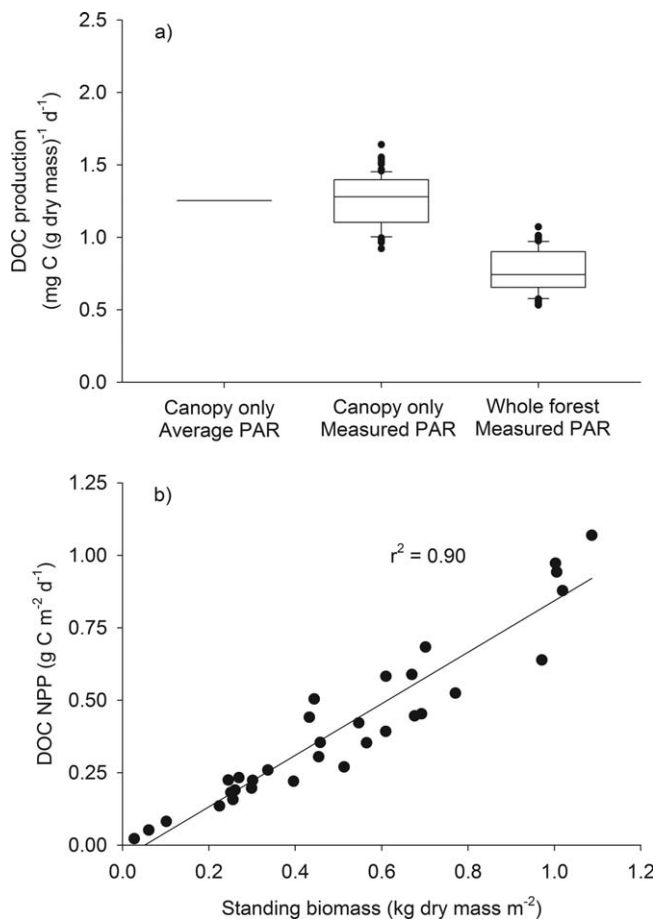 a)
DOC production
(mg C (g dry mass)⁻¹ d⁻¹)
2.5
2.0
1.5
1.0
0.5
0.0
Canopy only Canopy only Whole forest
Average PAR Measured PAR Measured PAR
b)
r² = 0.90
DOC NPP (g C m⁻² d⁻¹)
1.25
1.00
0.75
0.50
0.25
0.00
0.0 0.2 0.4 0.6 0.8 1.0 1.2
Standing biomass (kg dry mass m⁻²)